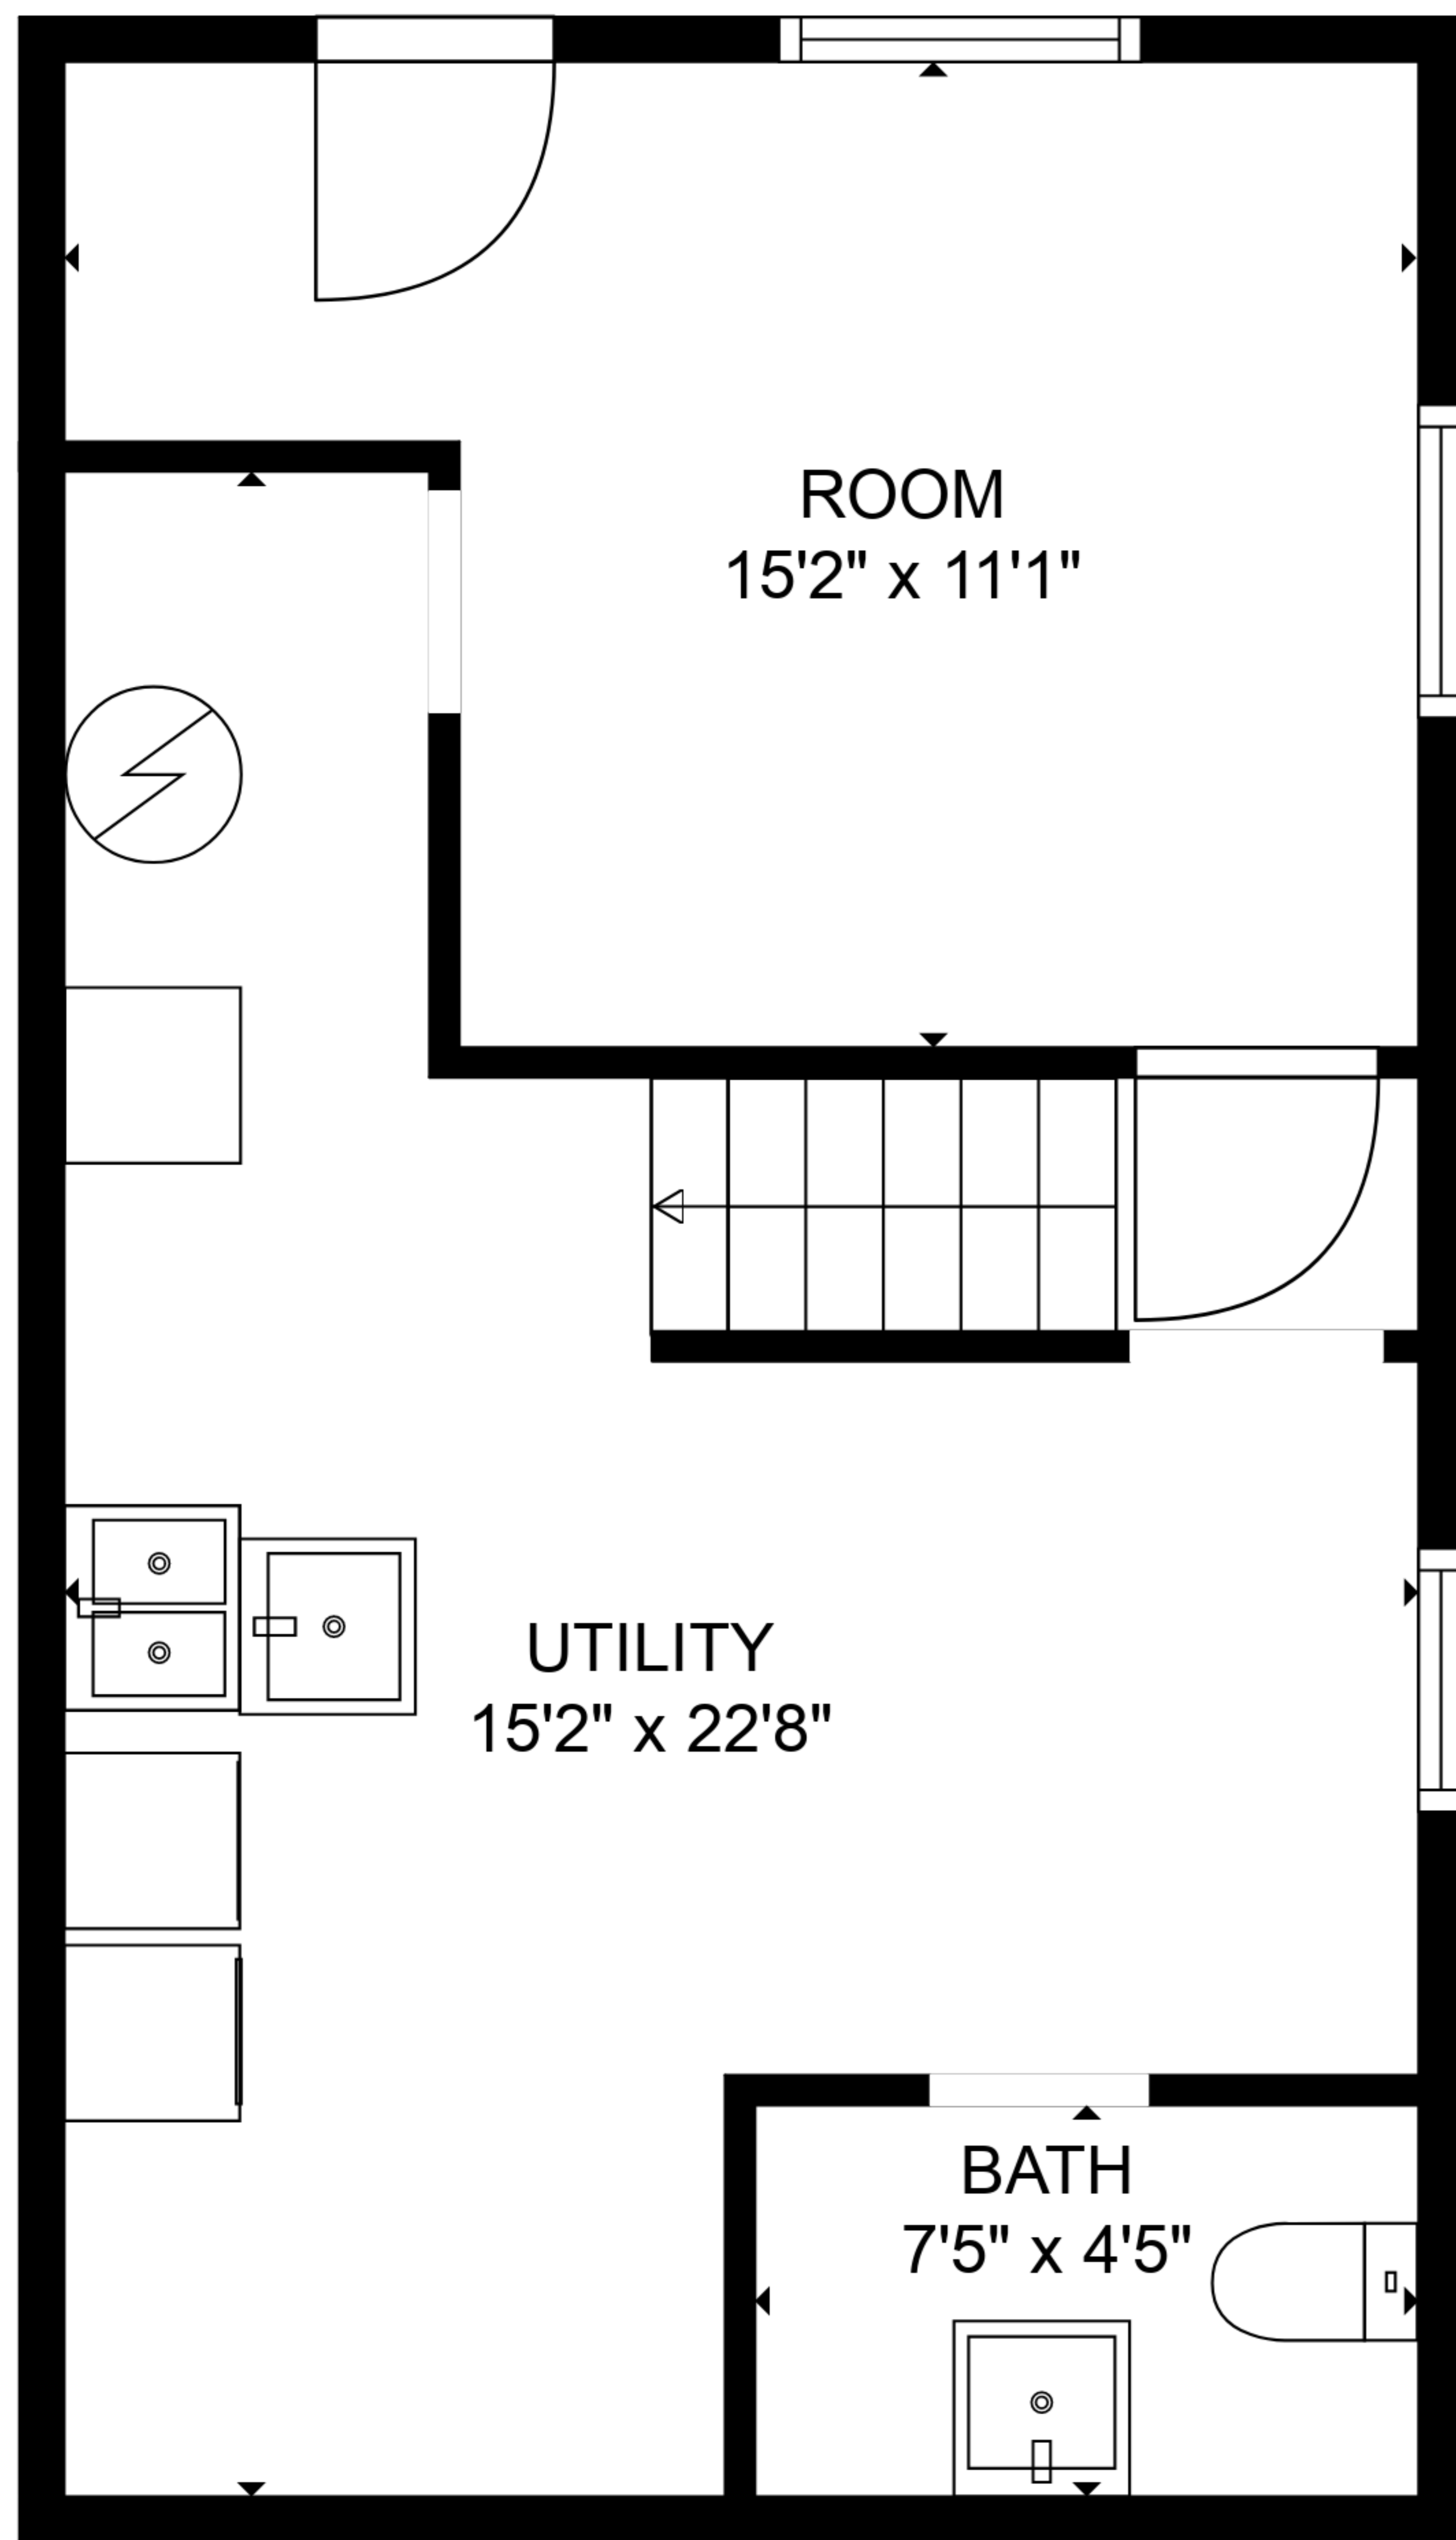 ROOM
15'2" x 11'1"
UTILITY
15'2" x 22'8"
BATH
7'5" x 4'5"